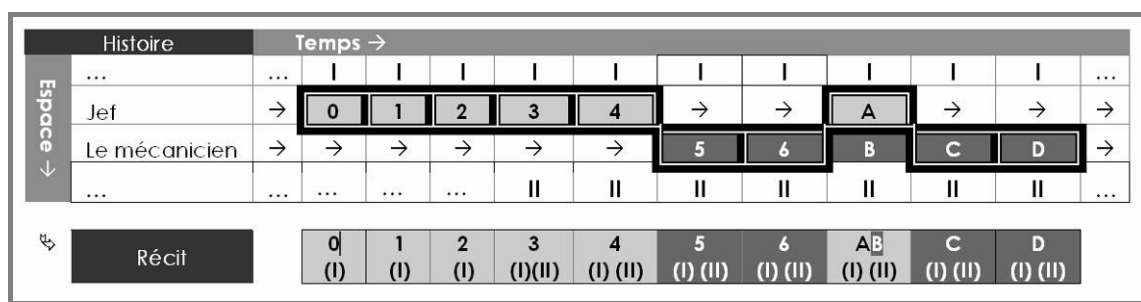 Histoire Temps →
Espace →
... ... I I I I I I I I I I ...
Jef → 0 1 2 3 4 → → A → → →
Le mécanicien → → → → → → 5 6 B C D →
... ... ... ... ... II II II II II II II ...
Récit 0 1 2 3 4 5 6 AB C D
(I) (I) (I) (I)(II) (I) (II) (I) (II) (I) (II) (I) (II) (I) (II) (I) (II)